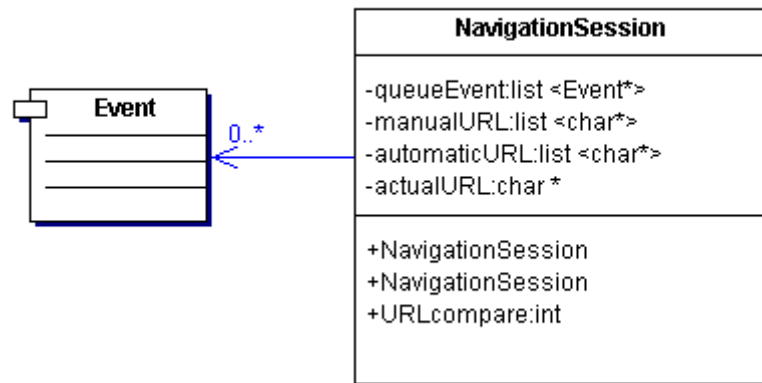 Event
0..*
NavigationSession
-queueEvent:list <Event*>
-manualURL:list <char*>
-automaticURL:list <char*>
-actualURL:char *
+NavigationSession
+NavigationSession
+URLcompare:int